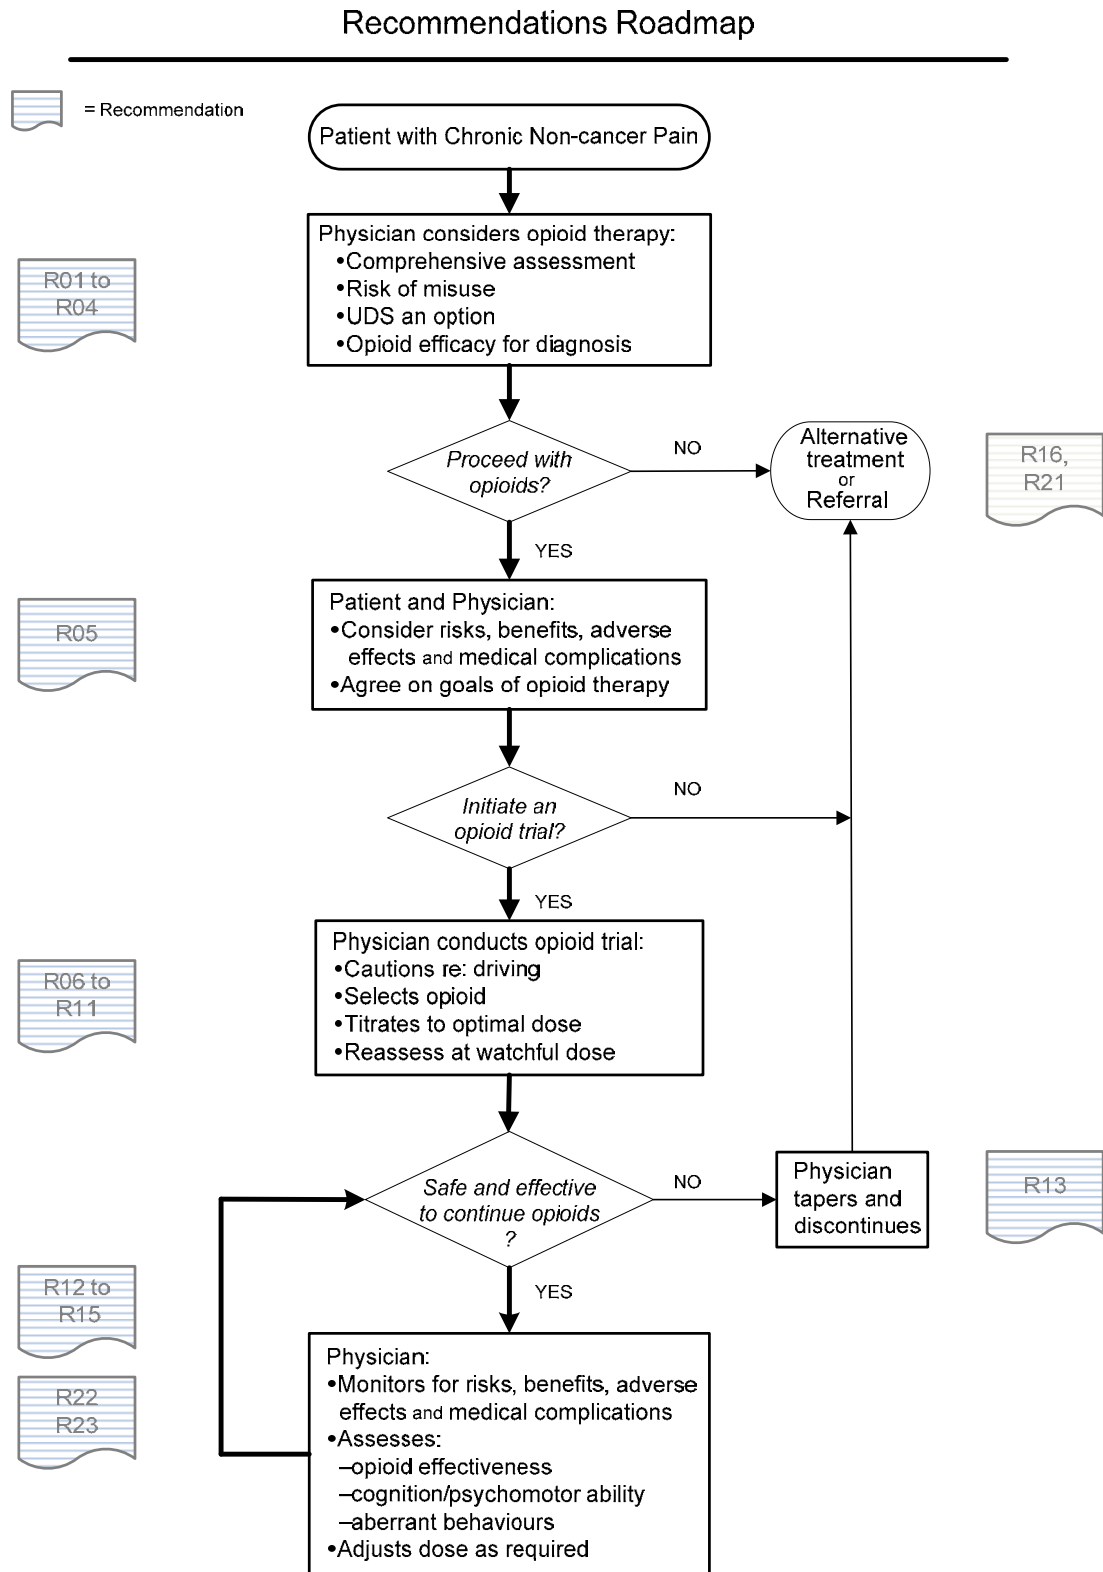 Recommendations Roadmap
= Recommendation
Patient with Chronic Non-cancer Pain
Physician considers opioid therapy:
•Comprehensive assessment
•Risk of misuse
•UDS an option
•Opioid efficacy for diagnosis
R01 to
R04
Proceed with
opioids?
NO
Alternative
treatment
or
Referral
R16,
R21
YES
Patient and Physician:
•Consider risks, benefits, adverse
effects and medical complications
•Agree on goals of opioid therapy
R05
Initiate an
opioid trial?
NO
YES
Physician conducts opioid trial:
•Cautions re: driving
•Selects opioid
•Titrates to optimal dose
•Reassess at watchful dose
R06 to
R11
Safe and effective
to continue opioids
?
NO
Physician
tapers and
discontinues
R13
YES
R12 to
R15
R22
R23
Physician:
•Monitors for risks, benefits, adverse
effects and medical complications
•Assesses:
–opioid effectiveness
–cognition/psychomotor ability
–aberrant behaviours
•Adjusts dose as required